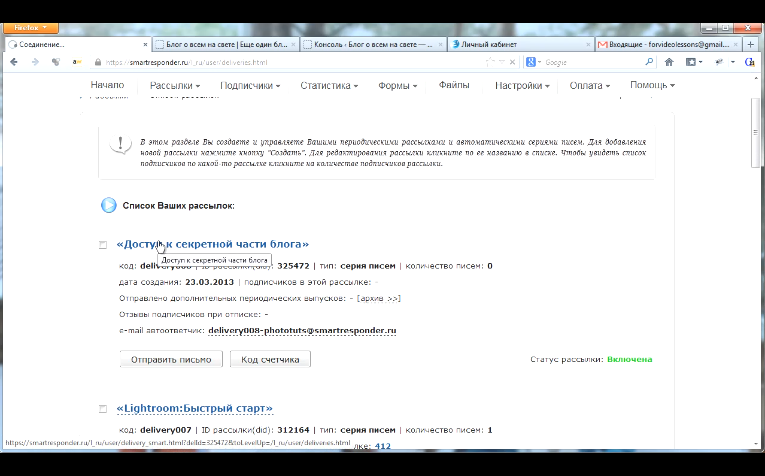 Firefox
Соединение...
Блог о всем на свете | Еще один бл...
Консоль ‹ Блог о всем на свете — ...
Личный кабинет
Входящие - forvideolessons@gmail....
https://smartresponder.ru/l_ru/user/deliveries.html
Google
Начало Рассылки Подписчики Статистика Формы Файлы Настройки Оплата Помощь
В этом разделе Вы создаете и управляете Вашими периодическими рассылками и автоматическими сериями писем. Для добавления
новой рассылки нажмите кнопку "Создать". Для редактирования рассылки кликните по ее названию в списке. Чтобы увидеть список
подписчиков по какой-то рассылке кликните на количестве подписчиков рассылки.
Список Ваших рассылок:
«Доступ к секретной части блога»
Доступ к секретной части блога
код: delivery008 | ID рассылки(did): 325472 | тип: серия писем | количество писем: 0
дата создания: 23.03.2013 | подписчиков в этой рассылке: -
Отправлено дополнительных периодических выпусков: - [архив >>]
Отзывы подписчиков при отписке: -
e-mail автоответчик: delivery008-phototuts@smartresponder.ru
Отправить письмо Код счетчика Статус рассылки: Включена
«Lightroom:Быстрый старт»
код: delivery007 | ID рассылки(did): 312164 | тип: серия писем | количество писем: 1
лке: 412
https://smartresponder.ru/l_ru/user/delivery_smart.html?delId=325472&toLevelUp=/l_ru/user/deliveries.html